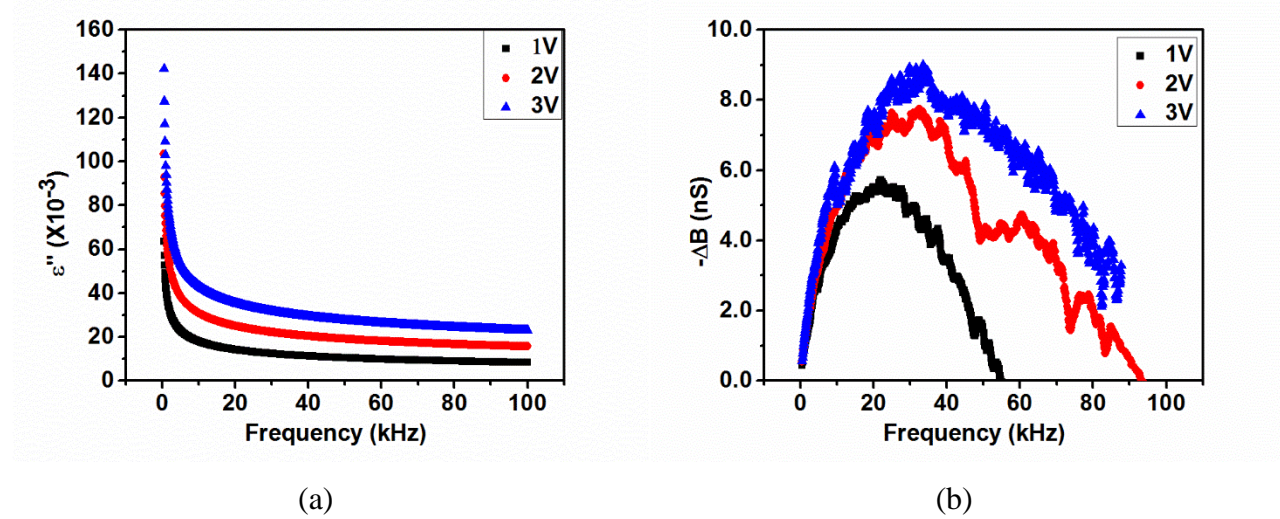 160
140
120
100
80
60
40
20
0
ε" (X10⁻³)
0 20 40 60 80 100
Frequency (kHz)
1V
2V
3V
(a)
10.0
8.0
6.0
4.0
2.0
0.0
-ΔB (nS)
0 20 40 60 80 100
Frequency (kHz)
1V
2V
3V
(b)